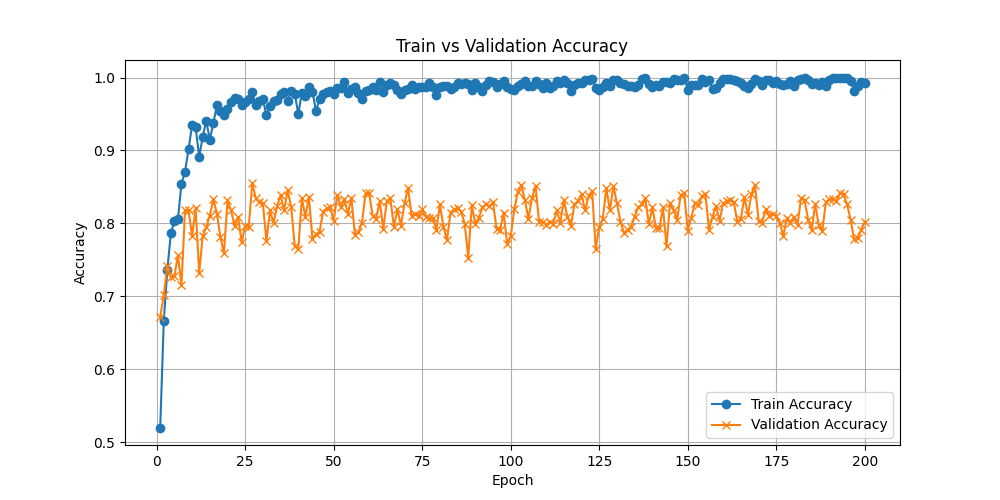 Train vs Validation Accuracy
1.0
0.9
0.8
0.7
0.6
0.5
Accuracy
Train Accuracy
Validation Accuracy
0 25 50 75 100 125 150 175 200
Epoch